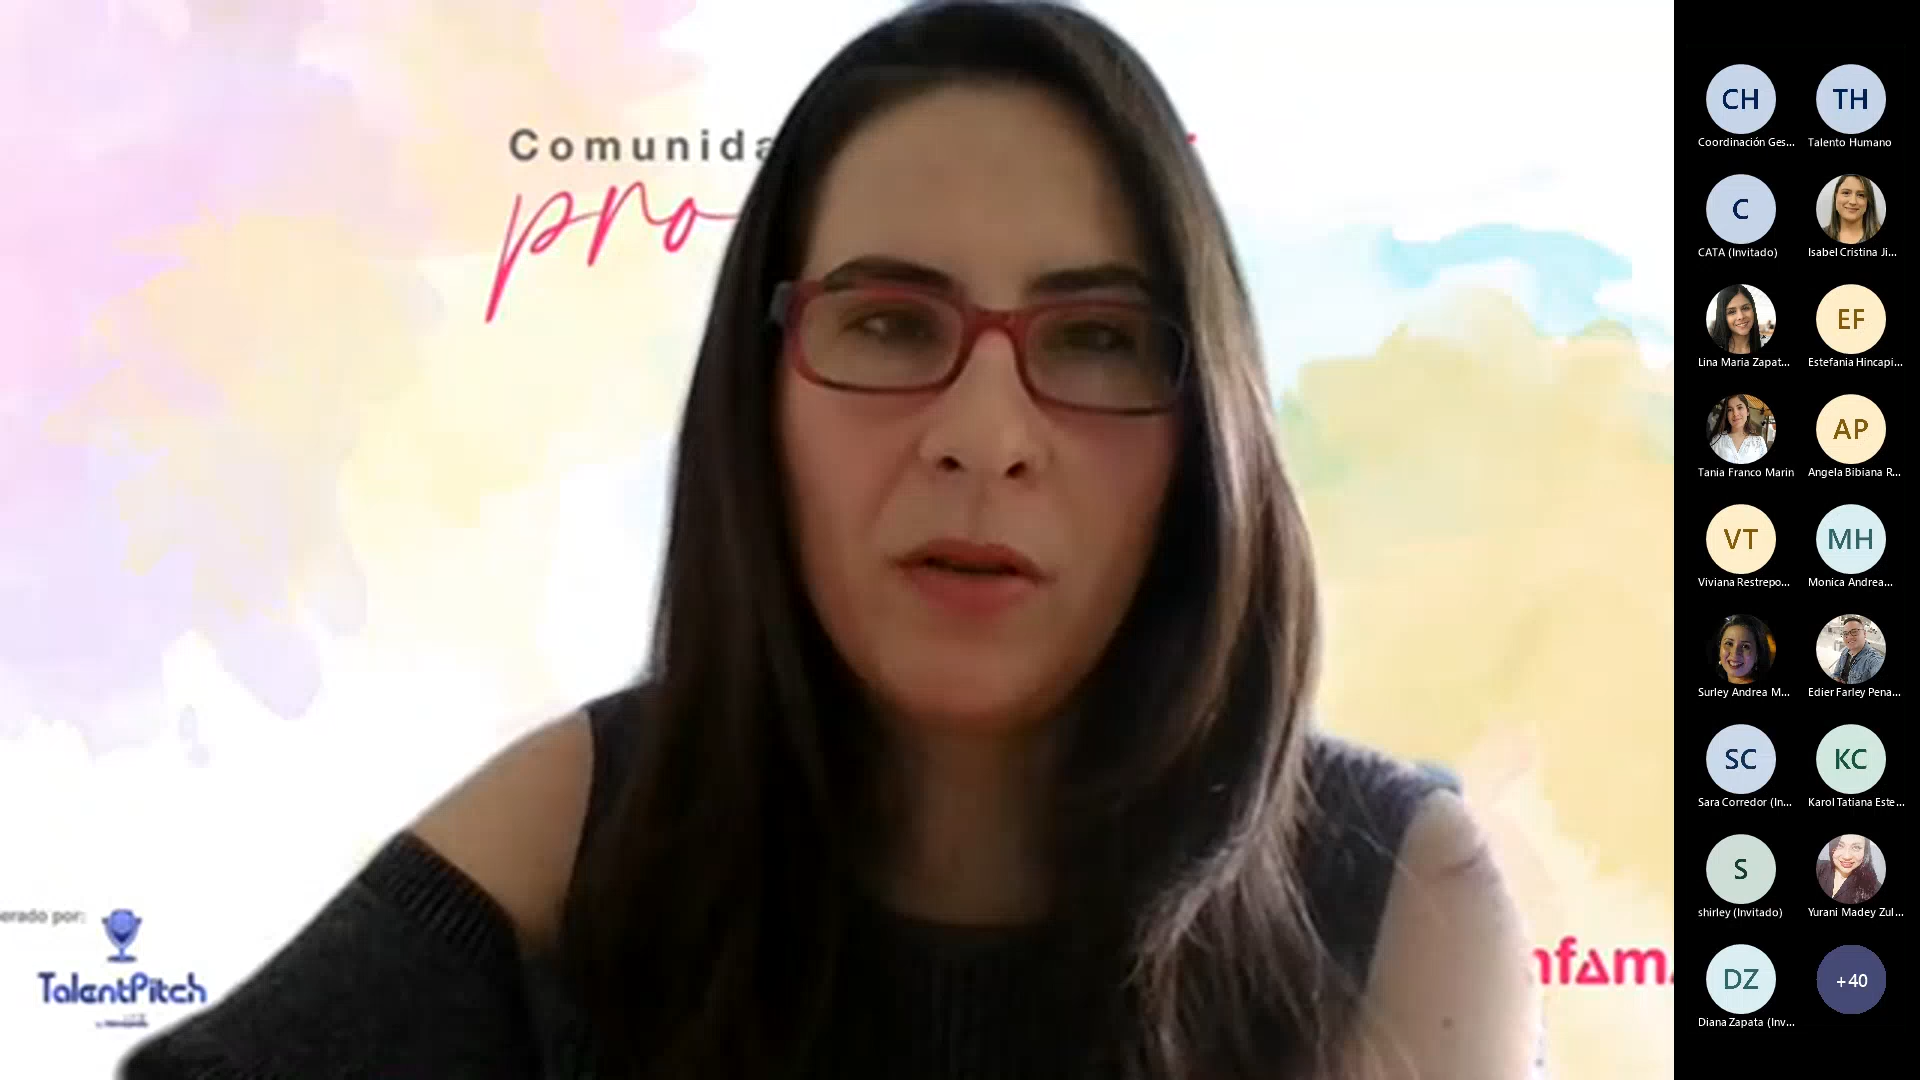 Comunida
pro
erado por:
TalentPitch
nfam
CH
TH
Coordinación Ges...
Talento Humano
C
CATA (Invitado)
Isabel Cristina Ji...
EF
Lina Maria Zapat...
Estefania Hincapi...
AP
Tania Franco Marin
Angela Bibiana R...
VT
MH
Viviana Restrepo...
Monica Andrea...
Surley Andrea M...
Edier Farley Pena...
SC
KC
Sara Corredor (In...
Karol Tatiana Este...
S
shirley (Invitado)
Yurani Madey Zul...
DZ
+40
Diana Zapata (Inv...